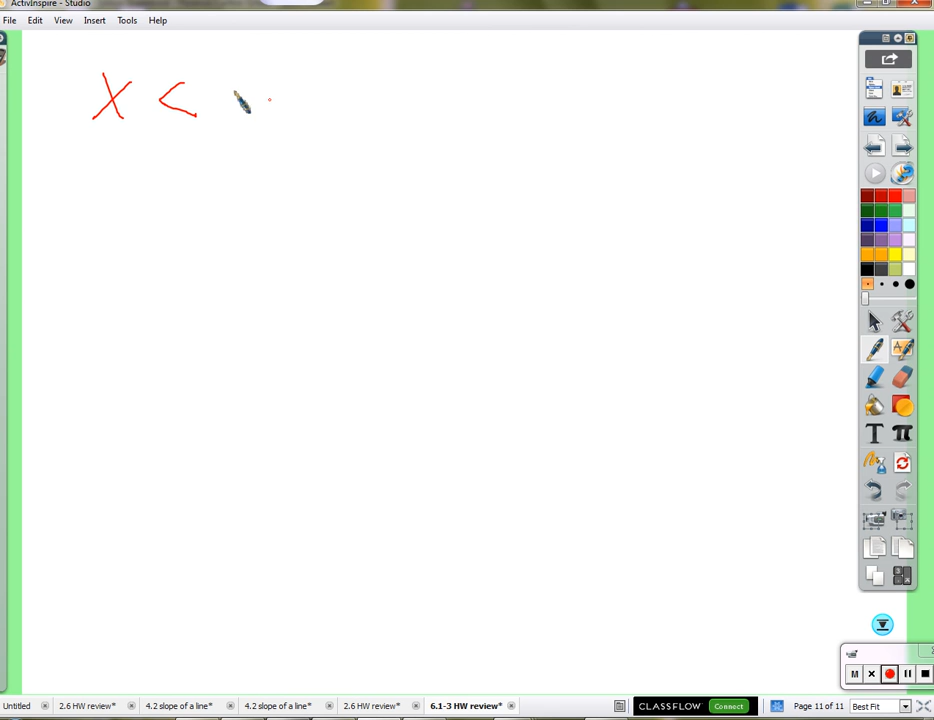 ActivInspire - Studio
File Edit View Insert Tools Help
X <
T π
M
Untitled 2.6 HW review* 4.2 slope of a line* 4.2 slope of a line* 2.6 HW review* 6.1-3 HW review* CLASSFLOW Connect Page 11 of 11 Best Fit